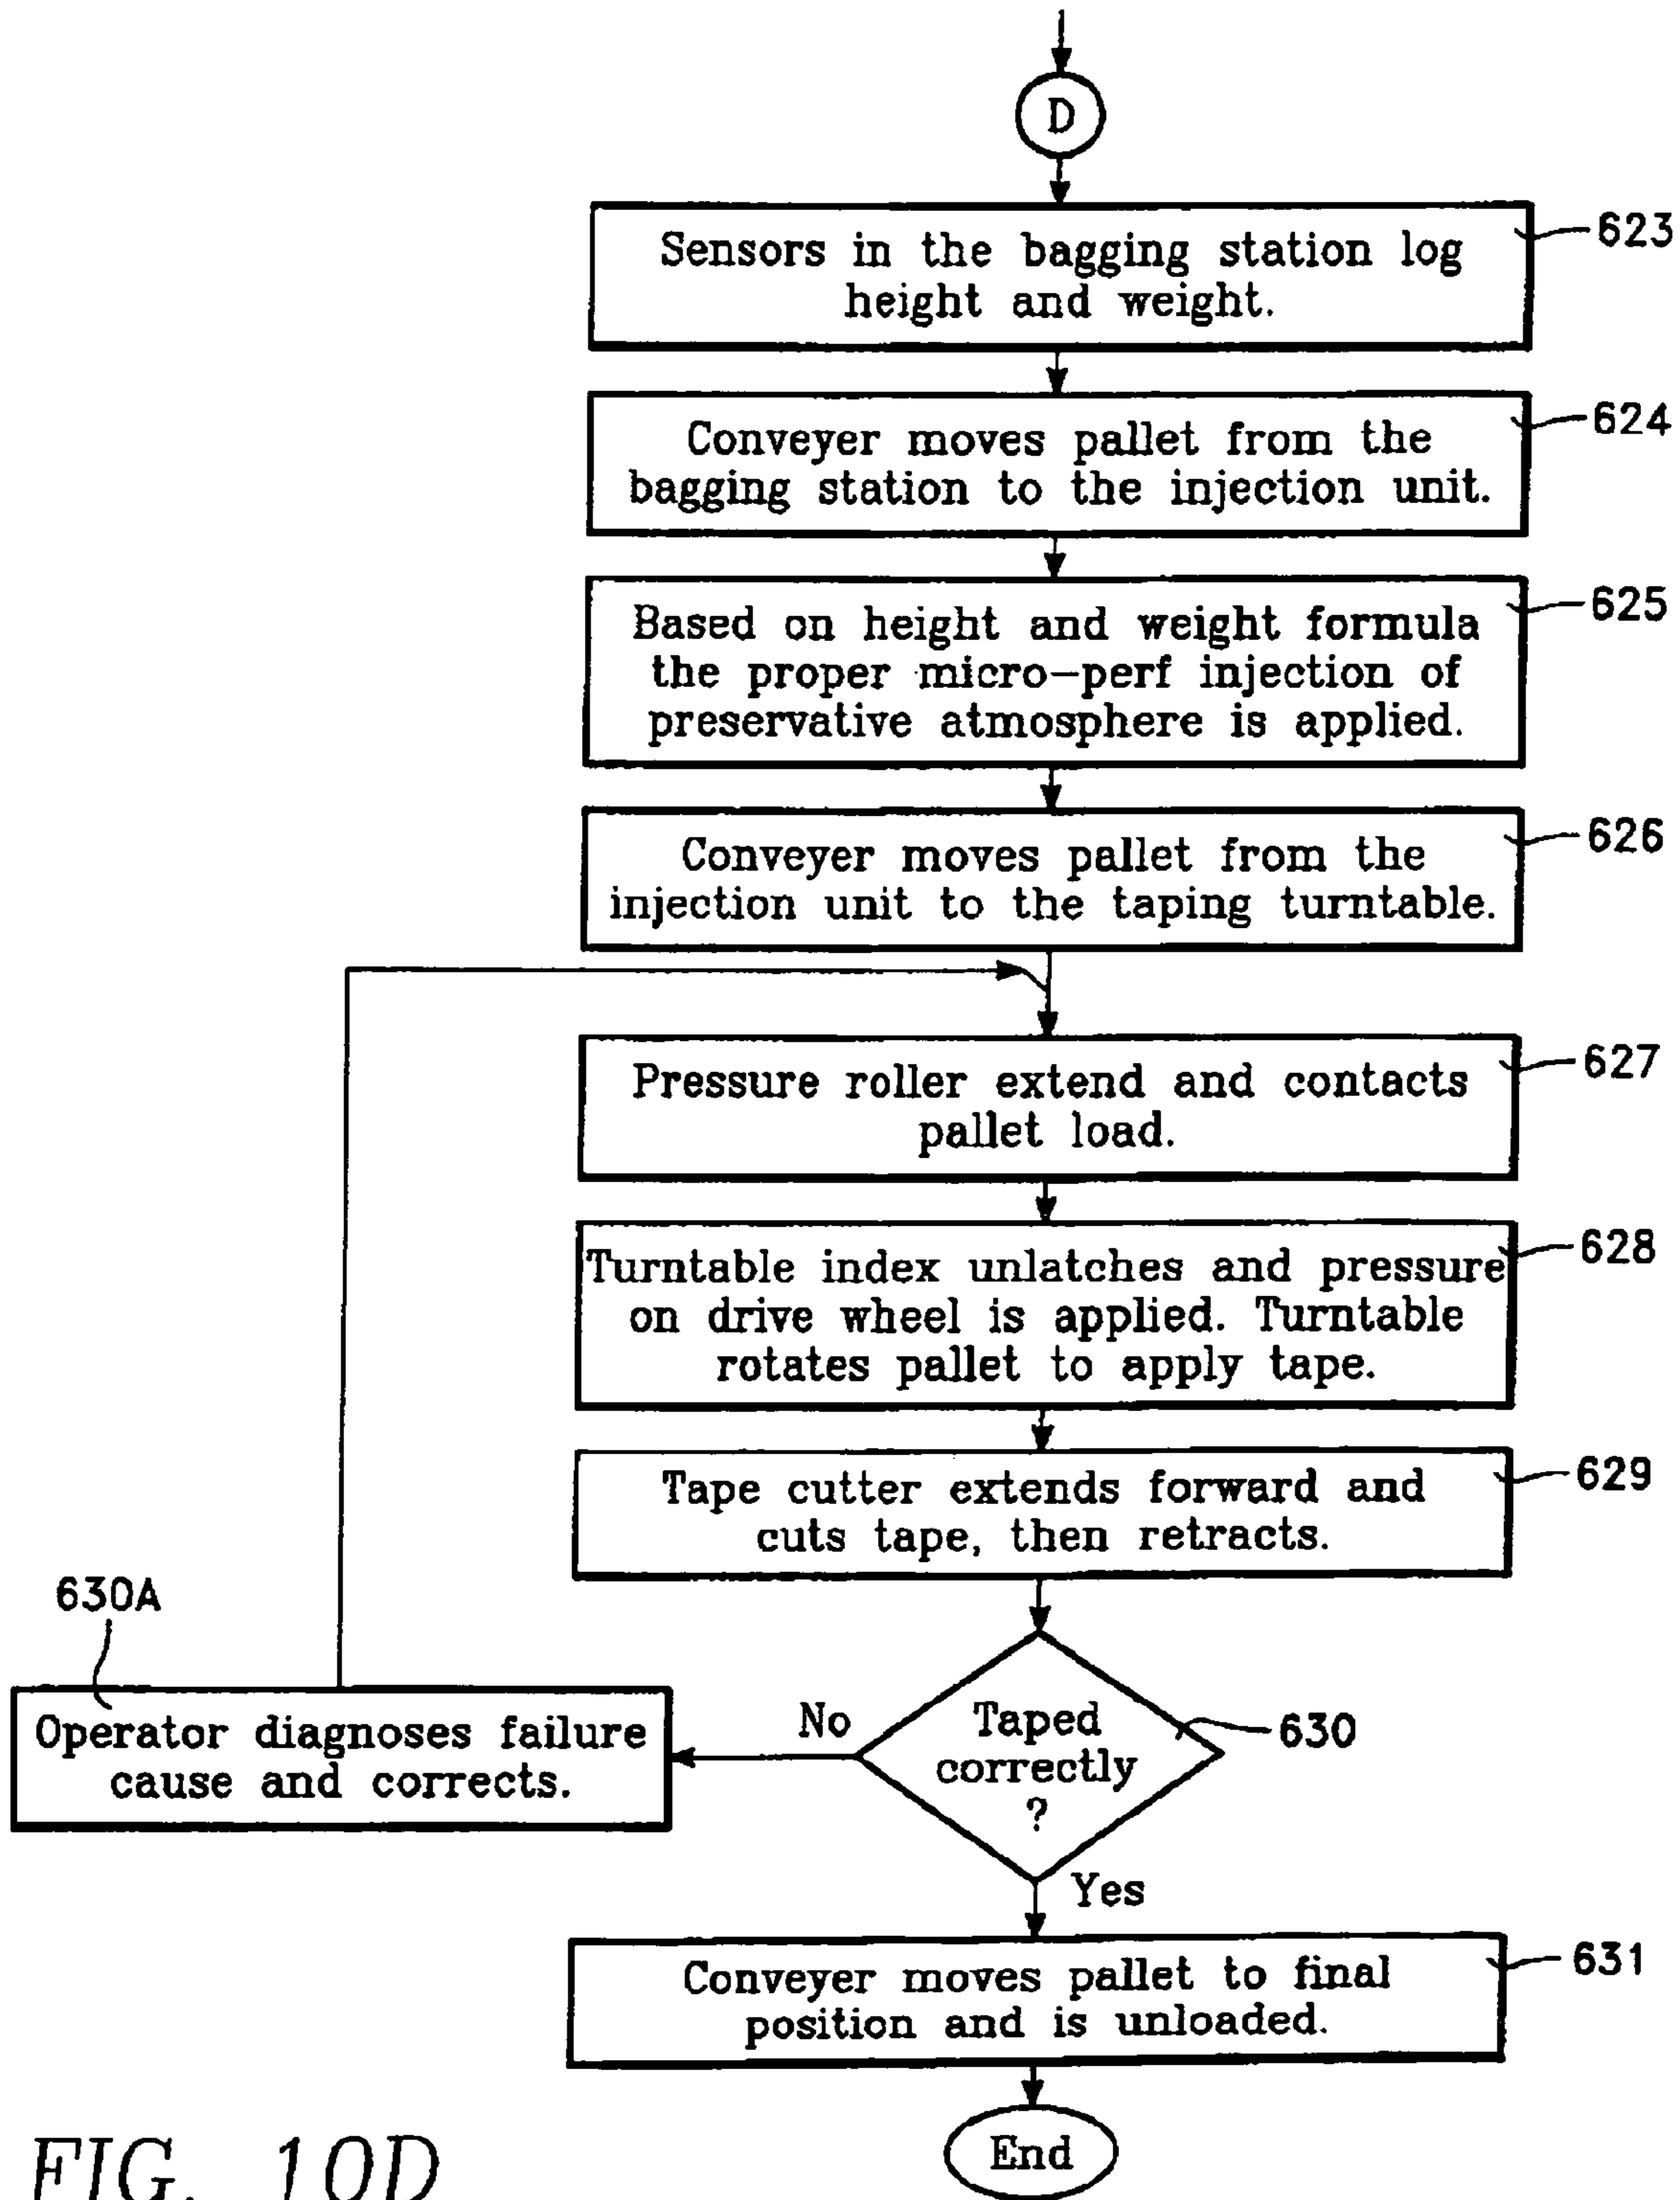 D
Sensors in the bagging station log
height and weight.
623
Conveyer moves pallet from the
bagging station to the injection unit.
624
Based on height and weight formula
the proper micro-perf injection of
preservative atmosphere is applied.
625
Conveyer moves pallet from the
injection unit to the taping turntable.
626
Pressure roller extend and contacts
pallet load.
627
Turntable index unlatches and pressure
on drive wheel is applied. Turntable
rotates pallet to apply tape.
628
Tape cutter extends forward and
cuts tape, then retracts.
629
630A
Operator diagnoses failure
cause and corrects.
No
Taped
correctly
?
630
Yes
Conveyer moves pallet to final
position and is unloaded.
631
End
FIG. 10D